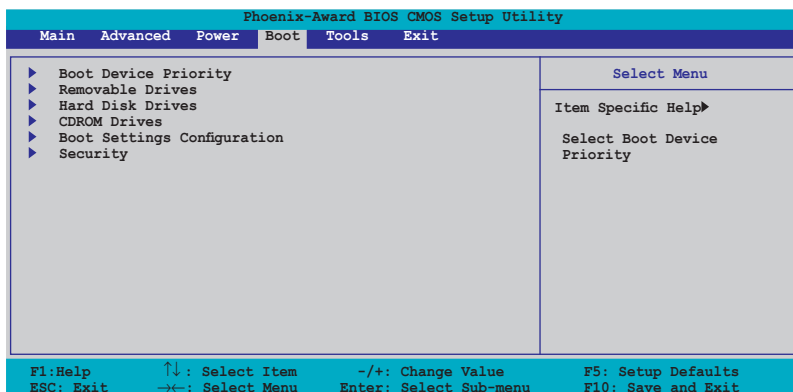 Phoenix-Award BIOS CMOS Setup Utility
Main Advanced Power Boot Tools Exit
Boot Device Priority
Removable Drives
Hard Disk Drives
CDROM Drives
Boot Settings Configuration
Security
Select Menu
Item Specific Help
Select Boot Device
Priority
F1:Help ↑↓: Select Item -/+: Change Value F5: Setup Defaults
ESC: Exit →←: Select Menu Enter: Select Sub-menu F10: Save and Exit